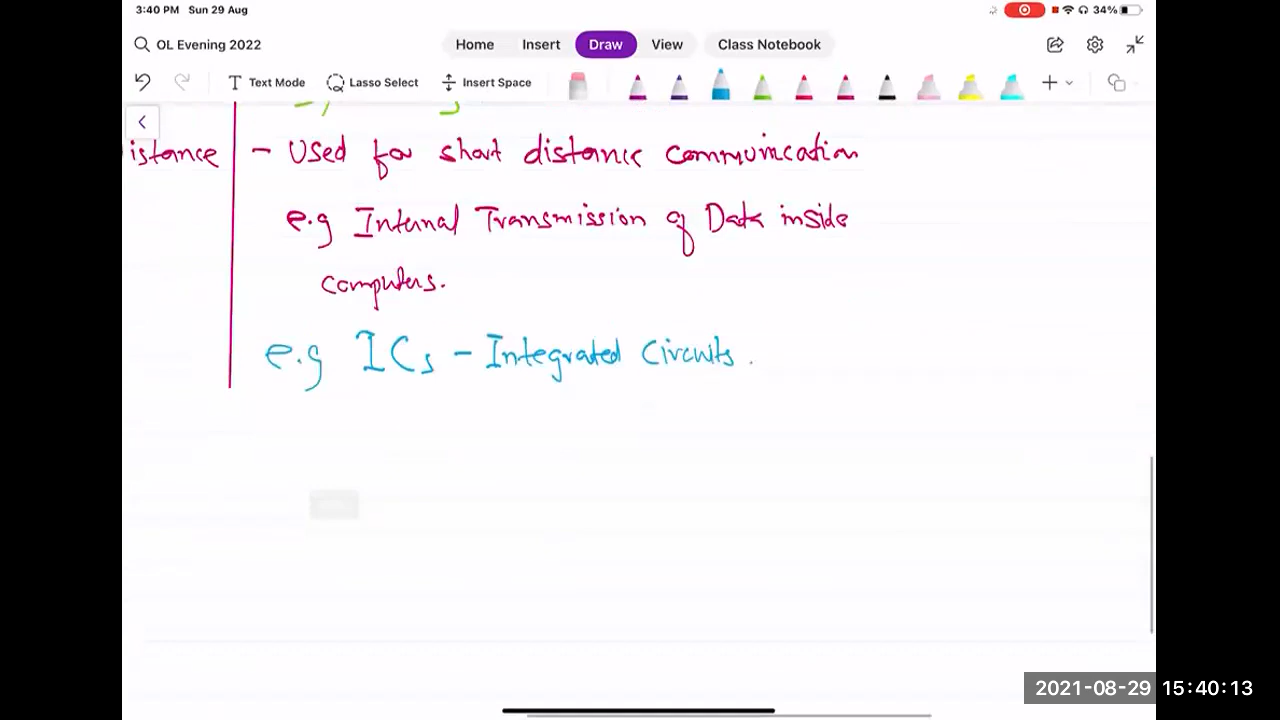 3:40 PM Sun 29 Aug
34%
OL Evening 2022
Home Insert Draw View Class Notebook
Text Mode Lasso Select Insert Space
istance - Used for short distance communication
e.g Internal Transmission of Data inside
computers.
e.g ICs - Integrated Circuits.
2021-08-29 15:40:13